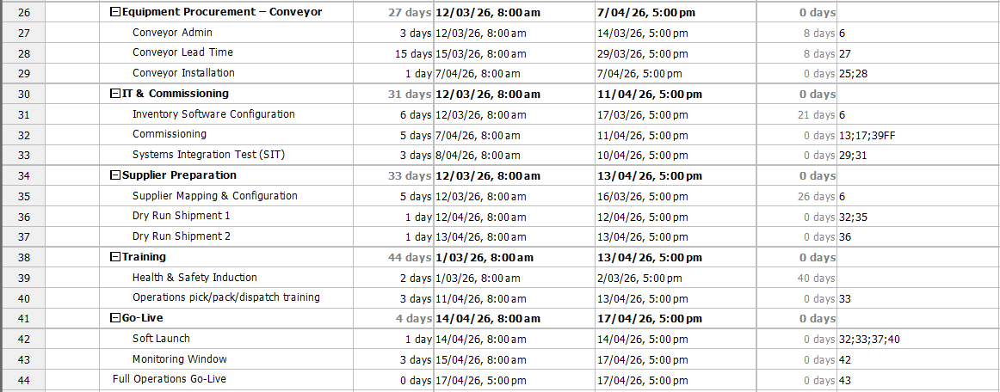 26 Equipment Procurement – Conveyor 27 days 12/03/26, 8:00 am 7/04/26, 5:00 pm 0 days
27 Conveyor Admin 3 days 12/03/26, 8:00 am 14/03/26, 5:00 pm 8 days 6
28 Conveyor Lead Time 15 days 15/03/26, 8:00 am 29/03/26, 5:00 pm 8 days 27
29 Conveyor Installation 1 day 7/04/26, 8:00 am 7/04/26, 5:00 pm 0 days 25;28
30 IT & Commissioning 31 days 12/03/26, 8:00 am 11/04/26, 5:00 pm 0 days
31 Inventory Software Configuration 6 days 12/03/26, 8:00 am 17/03/26, 5:00 pm 21 days 6
32 Commissioning 5 days 7/04/26, 8:00 am 11/04/26, 5:00 pm 0 days 13;17;39FF
33 Systems Integration Test (SIT) 3 days 8/04/26, 8:00 am 10/04/26, 5:00 pm 0 days 29;31
34 Supplier Preparation 33 days 12/03/26, 8:00 am 13/04/26, 5:00 pm 0 days
35 Supplier Mapping & Configuration 5 days 12/03/26, 8:00 am 16/03/26, 5:00 pm 26 days 6
36 Dry Run Shipment 1 1 day 12/04/26, 8:00 am 12/04/26, 5:00 pm 0 days 32;35
37 Dry Run Shipment 2 1 day 13/04/26, 8:00 am 13/04/26, 5:00 pm 0 days 36
38 Training 44 days 1/03/26, 8:00 am 13/04/26, 5:00 pm 0 days
39 Health & Safety Induction 2 days 1/03/26, 8:00 am 2/03/26, 5:00 pm 40 days
40 Operations pick/pack/dispatch training 3 days 11/04/26, 8:00 am 13/04/26, 5:00 pm 0 days 33
41 Go-Live 4 days 14/04/26, 8:00 am 17/04/26, 5:00 pm 0 days
42 Soft Launch 1 day 14/04/26, 8:00 am 14/04/26, 5:00 pm 0 days 32;33;37;40
43 Monitoring Window 3 days 15/04/26, 8:00 am 17/04/26, 5:00 pm 0 days 42
44 Full Operations Go-Live 0 days 17/04/26, 5:00 pm 17/04/26, 5:00 pm 0 days 43